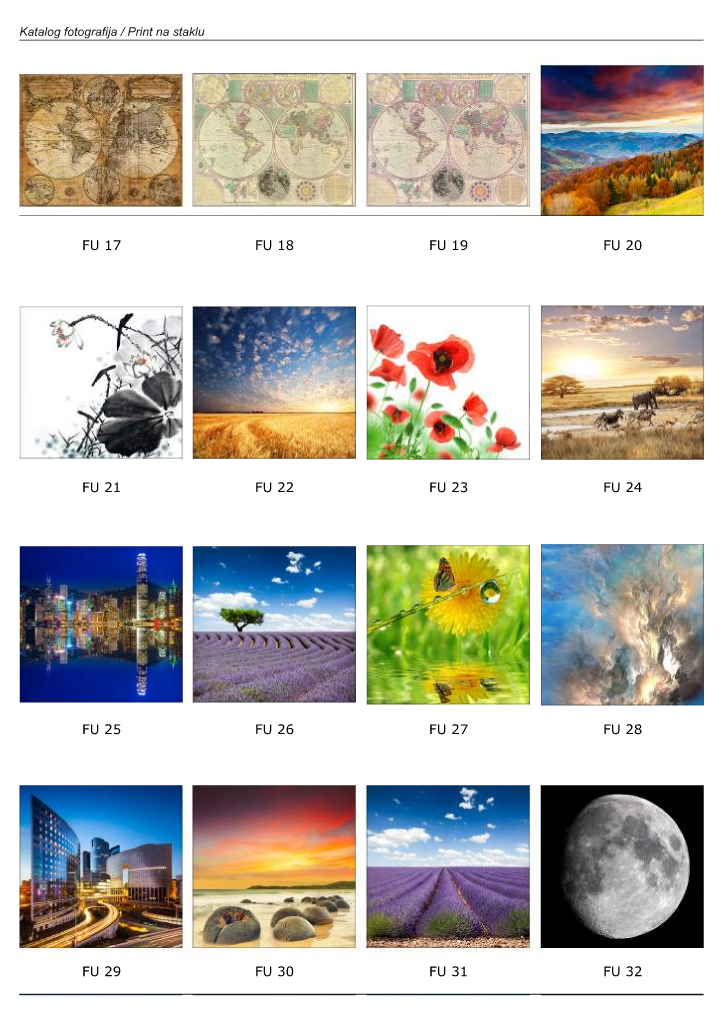 Katalog fotografija / Print na staklu
FU 17
FU 18
FU 19
FU 20
FU 21
FU 22
FU 23
FU 24
FU 25
FU 26
FU 27
FU 28
FU 29
FU 30
FU 31
FU 32